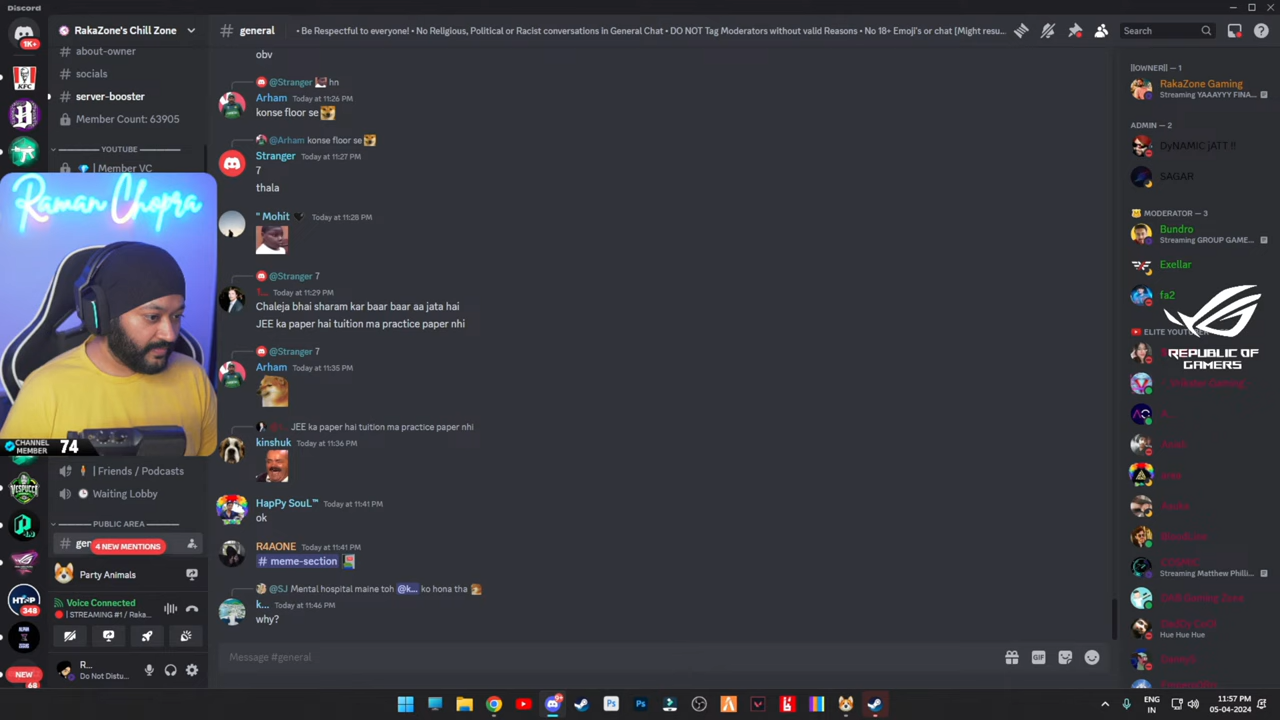 Discord
1K+
RakaZone's Chill Zone
# general
• Be Respectful to everyone! • No Religious, Political or Racist conversations in General Chat • DO NOT Tag Moderators without valid Reasons • No 18+ Emoji's or chat [Might resu...
Search
about-owner
socials
server-booster
Member Count: 63905
YOUTUBE
| Member VC
Raman Chopra
CHANNEL
MEMBER
74
| Friends / Podcasts
Waiting Lobby
PUBLIC AREA
# gen
4 NEW MENTIONS
Party Animals
Voice Connected
| STREAMING #1 / Raka...
R...
Do Not Distu...
348
NEW
68
obv
@Stranger hn
Arham Today at 11:26 PM
konse floor se
@Arham konse floor se
Stranger Today at 11:27 PM
7
thala
" Mohit Today at 11:28 PM
@Stranger 7
Today at 11:29 PM
Chaleja bhai sharam kar baar baar aa jata hai
JEE ka paper hai tuition ma practice paper nhi
@Stranger 7
Arham Today at 11:35 PM
JEE ka paper hai tuition ma practice paper nhi
kinshuk Today at 11:36 PM
HapPy SouL™ Today at 11:41 PM
ok
R4AONE Today at 11:41 PM
# meme-section
@SJ Mental hospital maine toh @k... ko hona tha
k... Today at 11:46 PM
why?
Message #general
GIF
||OWNER|| — 1
RakaZone Gaming
Streaming YAAAYYY FINA...
ADMIN — 2
DyNAMIC jATT !!
SAGAR
MODERATOR — 3
Bundro
Streaming GROUP GAME...
Exellar
fa2
REPUBLIC OF
GAMERS
Streaming Matthew Philli...
Hue Hue Hue
ENG
IN
11:57 PM
05-04-2024